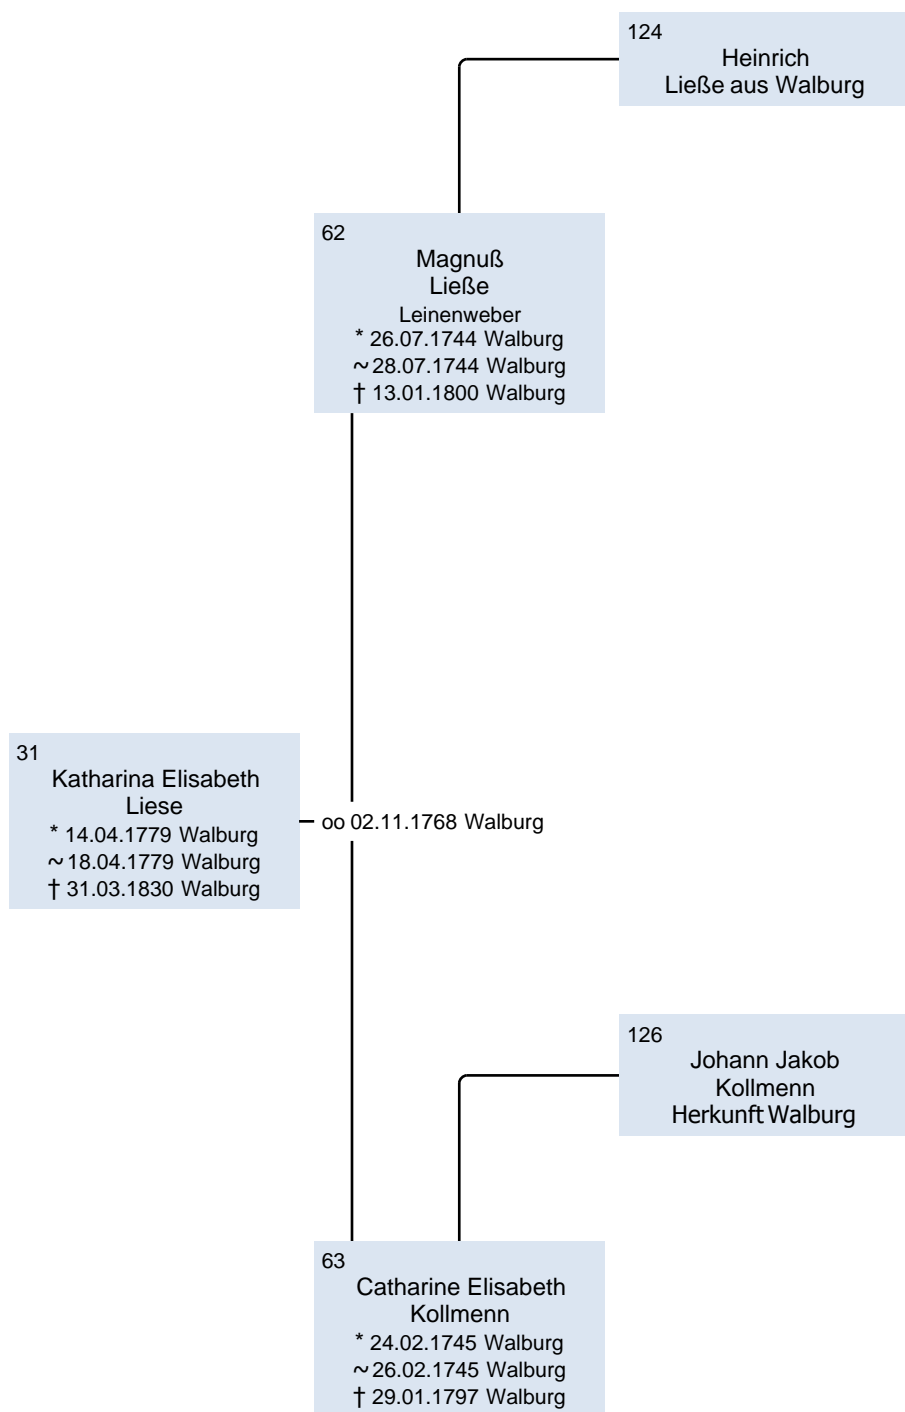 124
Heinrich
Ließe aus Walburg
62
Magnuß
Ließe
Leinenweber
* 26.07.1744 Walburg
~ 28.07.1744 Walburg
† 13.01.1800 Walburg
31
Katharina Elisabeth
Liese
* 14.04.1779 Walburg
~ 18.04.1779 Walburg
† 31.03.1830 Walburg
oo 02.11.1768 Walburg
126
Johann Jakob
Kollmenn
Herkunft Walburg
63
Catharine Elisabeth
Kollmenn
* 24.02.1745 Walburg
~ 26.02.1745 Walburg
† 29.01.1797 Walburg